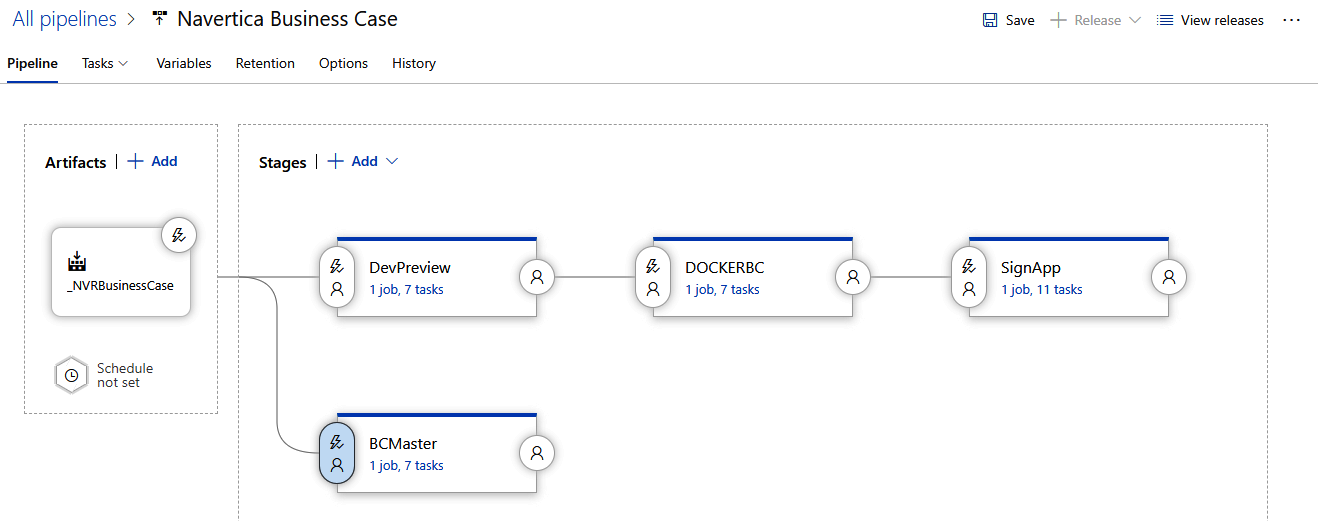 All pipelines > Navertica Business Case
Save
Release
View releases
...
Pipeline
Tasks
Variables
Retention
Options
History
Artifacts | + Add
Stages | + Add
_NVRBusinessCase
Schedule
not set
DevPreview
1 job, 7 tasks
DOCKERBC
1 job, 7 tasks
SignApp
1 job, 11 tasks
BCMaster
1 job, 7 tasks